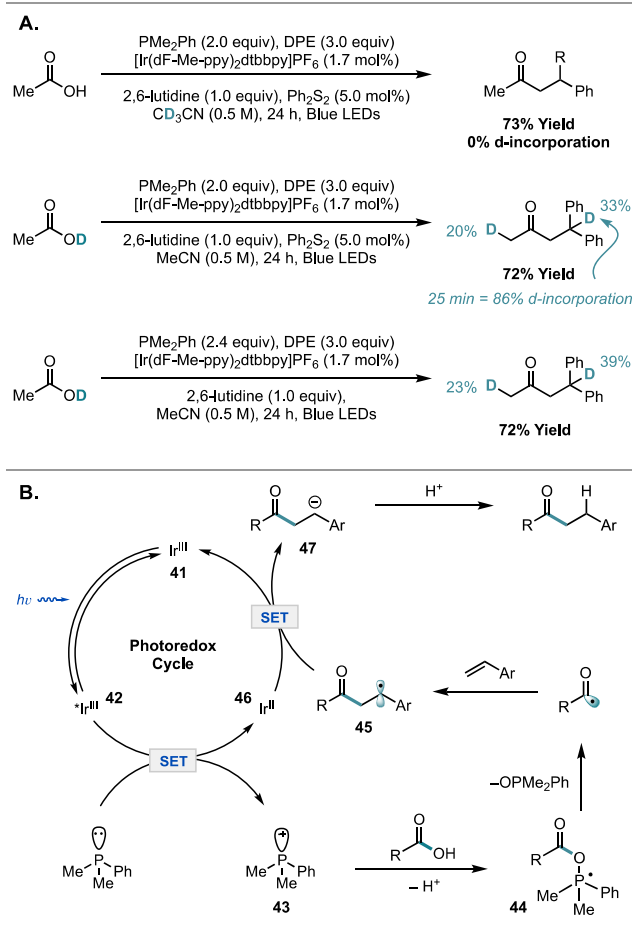 A.
O
Me
OH
PMe2Ph (2.0 equiv), DPE (3.0 equiv)
[Ir(dF-Me-ppy)2dtbbpy]PF6 (1.7 mol%)
2,6-lutidine (1.0 equiv), Ph2S2 (5.0 mol%)
CD3CN (0.5 M), 24 h, Blue LEDs
O
R
Me
Ph
73% Yield
0% d-incorporation
O
Me
OD
PMe2Ph (2.0 equiv), DPE (3.0 equiv)
[Ir(dF-Me-ppy)2dtbbpy]PF6 (1.7 mol%)
2,6-lutidine (1.0 equiv), Ph2S2 (5.0 mol%)
MeCN (0.5 M), 24 h, Blue LEDs
Ph
33%
20%
D
O
D
Ph
72% Yield
25 min = 86% d-incorporation
O
Me
OD
PMe2Ph (2.4 equiv), DPE (3.0 equiv)
[Ir(dF-Me-ppy)2dtbbpy]PF6 (1.7 mol%)
2,6-lutidine (1.0 equiv),
MeCN (0.5 M), 24 h, Blue LEDs
Ph
39%
23%
D
O
D
Ph
72% Yield
B.
O
R
⊖
Ar
47
H+
O
H
R
Ar
IrIII
41
hν
SET
Photoredox
Cycle
*IrIII
42
46
IrII
O
R
Ar
45
Ar
O
R
SET
–OPMe2Ph
P
Me
Me
Ph
+
P
Me
Me
Ph
43
O
R
OH
– H+
O
R
O
P
Me
Me
Ph
44